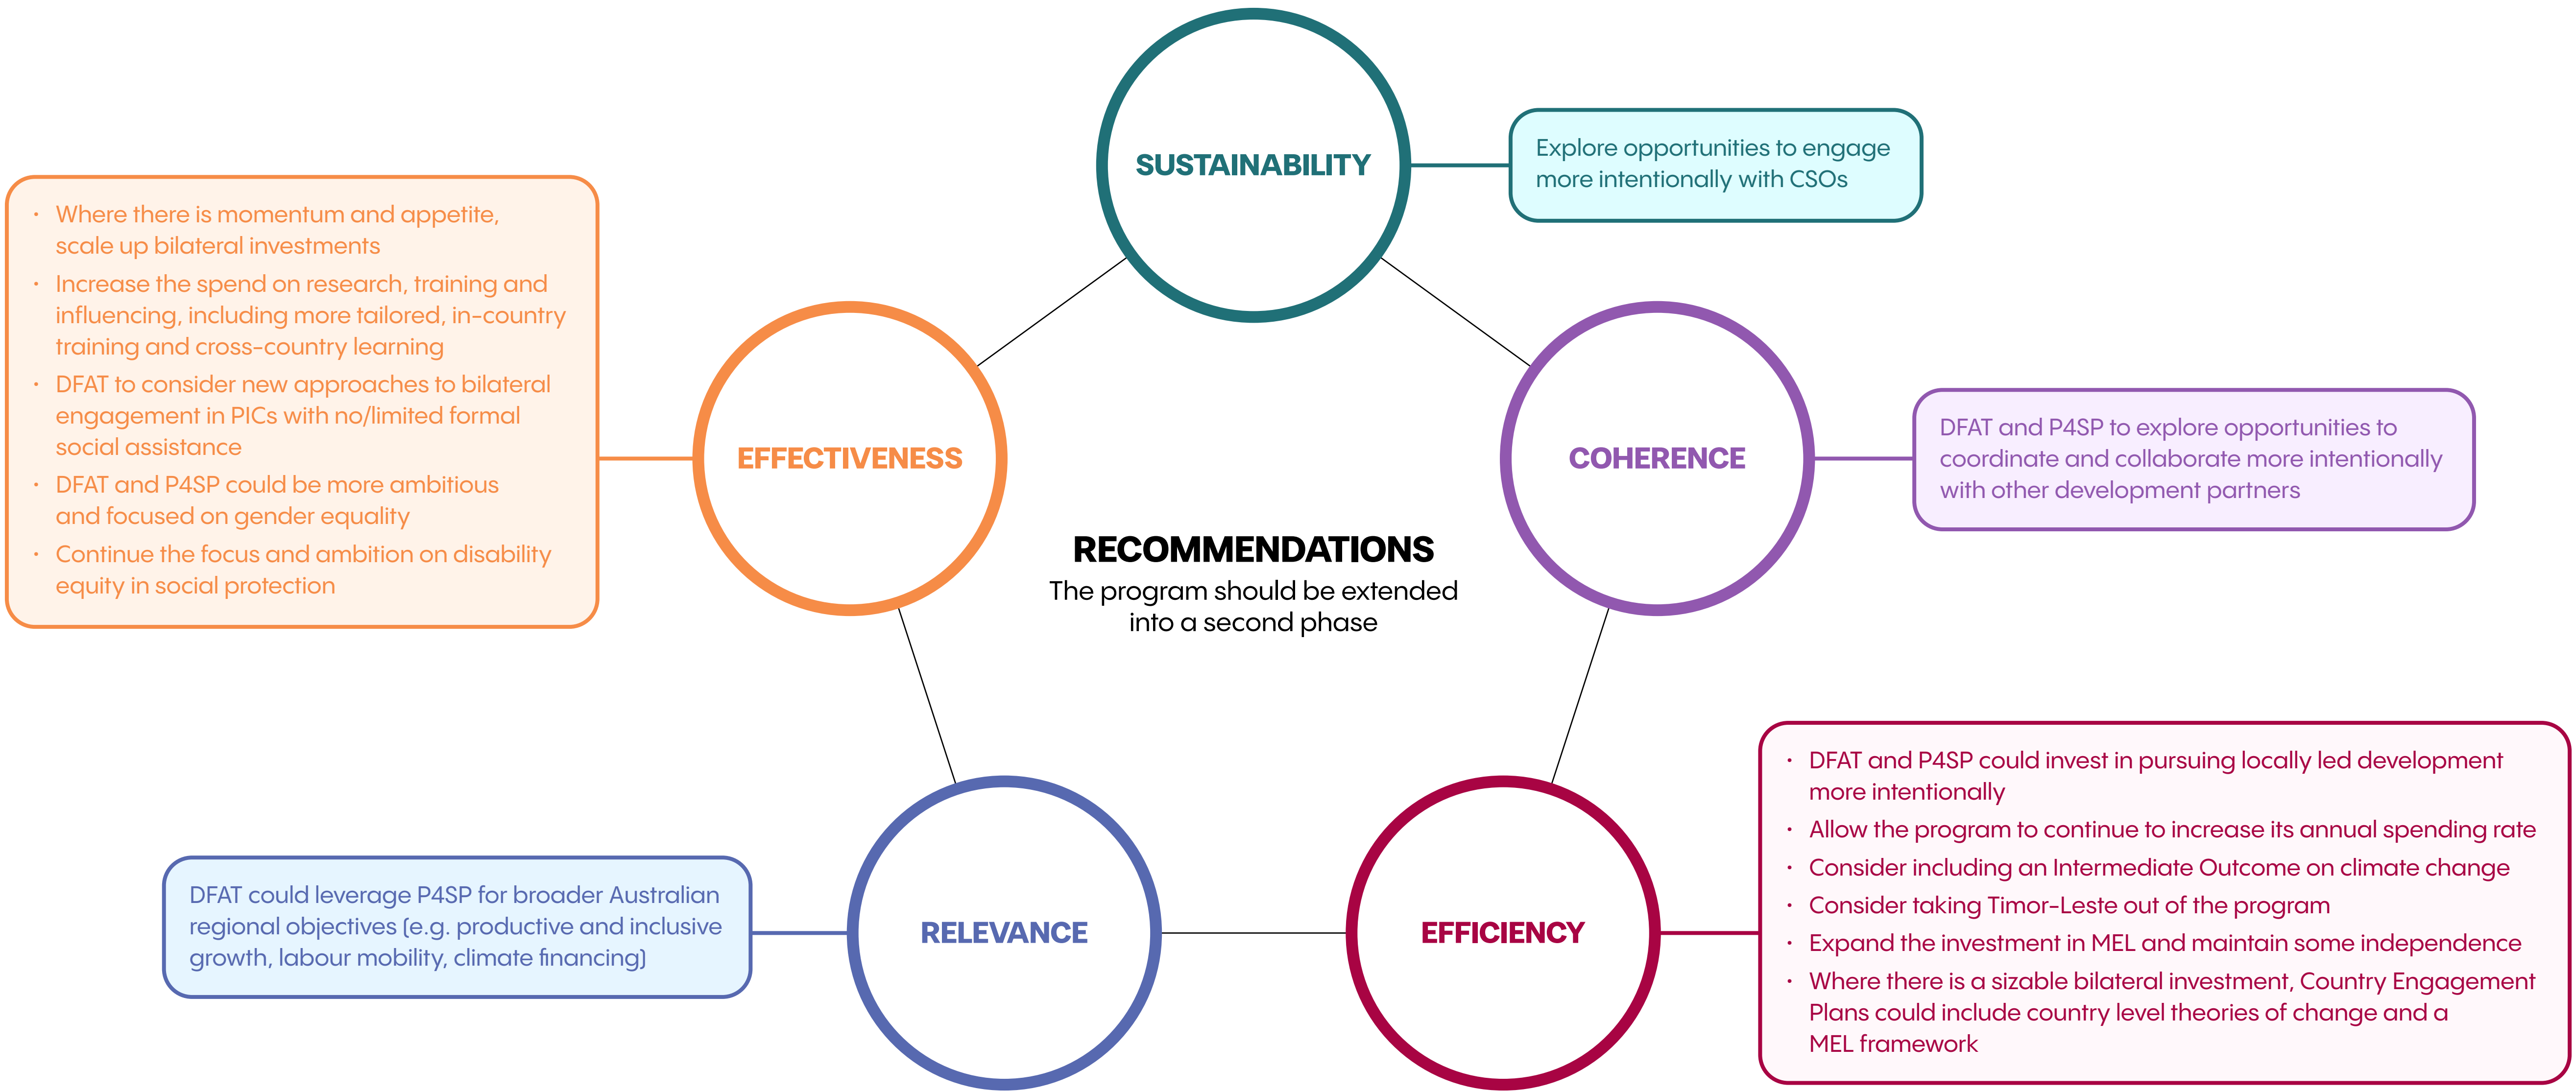 SUSTAINABILITY
Explore opportunities to engage
more intentionally with CSOs
· Where there is momentum and appetite,
scale up bilateral investments
· Increase the spend on research, training and
influencing, including more tailored, in-country
training and cross-country learning
· DFAT to consider new approaches to bilateral
engagement in PICs with no/limited formal
social assistance
· DFAT and P4SP could be more ambitious
and focused on gender equality
· Continue the focus and ambition on disability
equity in social protection
EFFECTIVENESS
COHERENCE
DFAT and P4SP to explore opportunities to
coordinate and collaborate more intentionally
with other development partners
RECOMMENDATIONS
The program should be extended
into a second phase
DFAT could leverage P4SP for broader Australian
regional objectives (e.g. productive and inclusive
growth, labour mobility, climate financing)
RELEVANCE
EFFICIENCY
· DFAT and P4SP could invest in pursuing locally led development
more intentionally
· Allow the program to continue to increase its annual spending rate
· Consider including an Intermediate Outcome on climate change
· Consider taking Timor-Leste out of the program
· Expand the investment in MEL and maintain some independence
· Where there is a sizable bilateral investment, Country Engagement
Plans could include country level theories of change and a
MEL framework